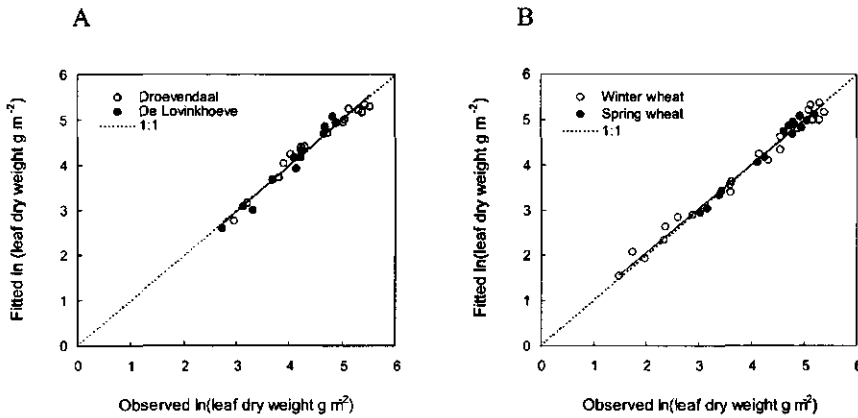 A
6
5
4
3
2
1
0
0 1 2 3 4 5 6
Fitted ln (leaf dry weight g m-2)
Droevendaal
De Lovinkhoeve
1:1
Observed ln(leaf dry weight g m2)
B
6
5
4
3
2
1
0
0 1 2 3 4 5 6
Fitted ln(leaf dry weight g m-2)
Winter wheat
Spring wheat
1:1
Observed ln(leaf dry weight g m2)